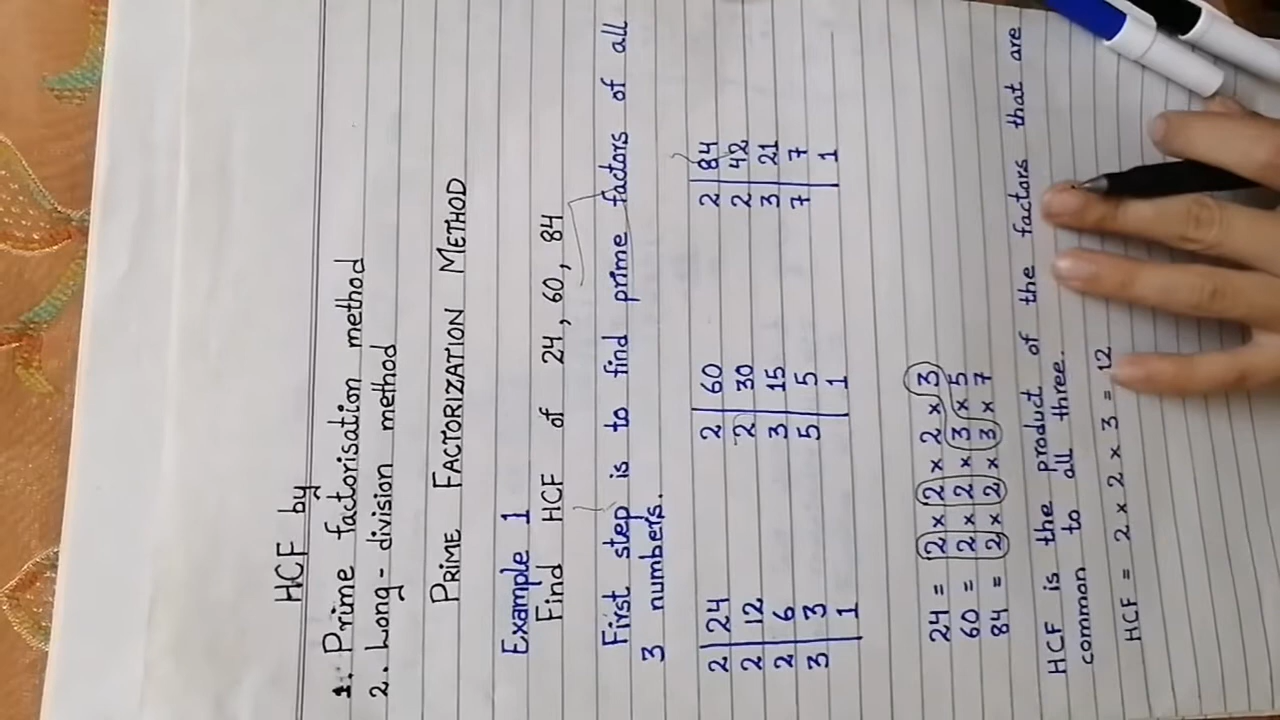 HCF by
1. Prime factorisation method
2. Long-division method
PRIME FACTORIZATION METHOD
Example 1
Find HCF of 24, 60, 84
First step is to find prime factors of all
3 numbers.
2 | 24 2 | 60 2 | 84
2 | 12 2 | 30 2 | 42
2 | 6 3 | 15 3 | 21
3 | 3 5 | 5 7 | 7
1 1 1
24 = 2 × 2 × 2 × 3
60 = 2 × 2 × 3 × 5
84 = 2 × 2 × 3 × 7
HCF is the product of the factors that are
common to all three.
HCF = 2 × 2 × 3 = 12